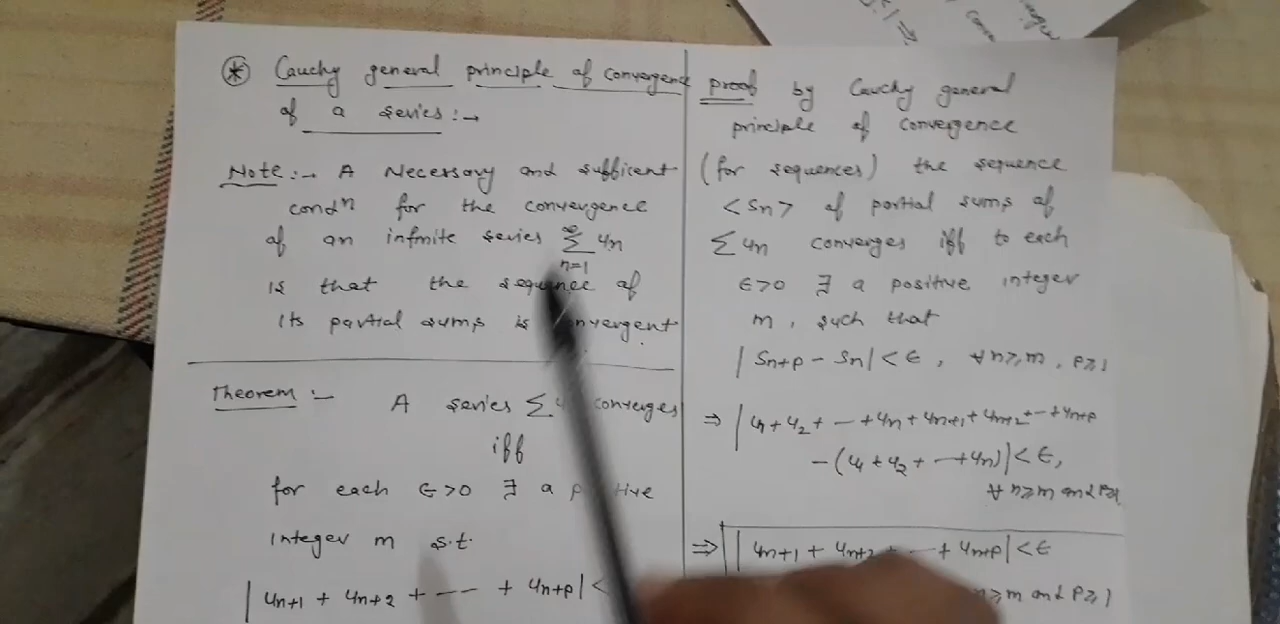 ⊛ Cauchy general principle of convergence
of a series :→
Note :→ A Necessary and sufficent
condⁿ for the convergence
of an infinite series ∞Σn=1 un
is that the sequence of
its partial sums is
Theorem :- A series Σ converges
iff
for each ∈>0 ∃ a
integer m s.t.
| un+1 + un+2 + --- + un+p | <
proof by Cauchy general
principle of convergence
(for sequences) the sequence
<Sn> of partial sums of
Σun converges iff to each
∈>0 ∃ a positive integer
m, such that
| Sn+p - Sn | < ∈, ∀ n≥m, p≥1
⇒ | u1 + u2 + --- + un + un+1 + un+2 + --- + un+p
- (u1 + u2 + --- + un) | < ∈,
∀ n≥m and p≥1
⇒ | un+1 + un+2 + --- + un+p | < ∈
n≥m and p≥1